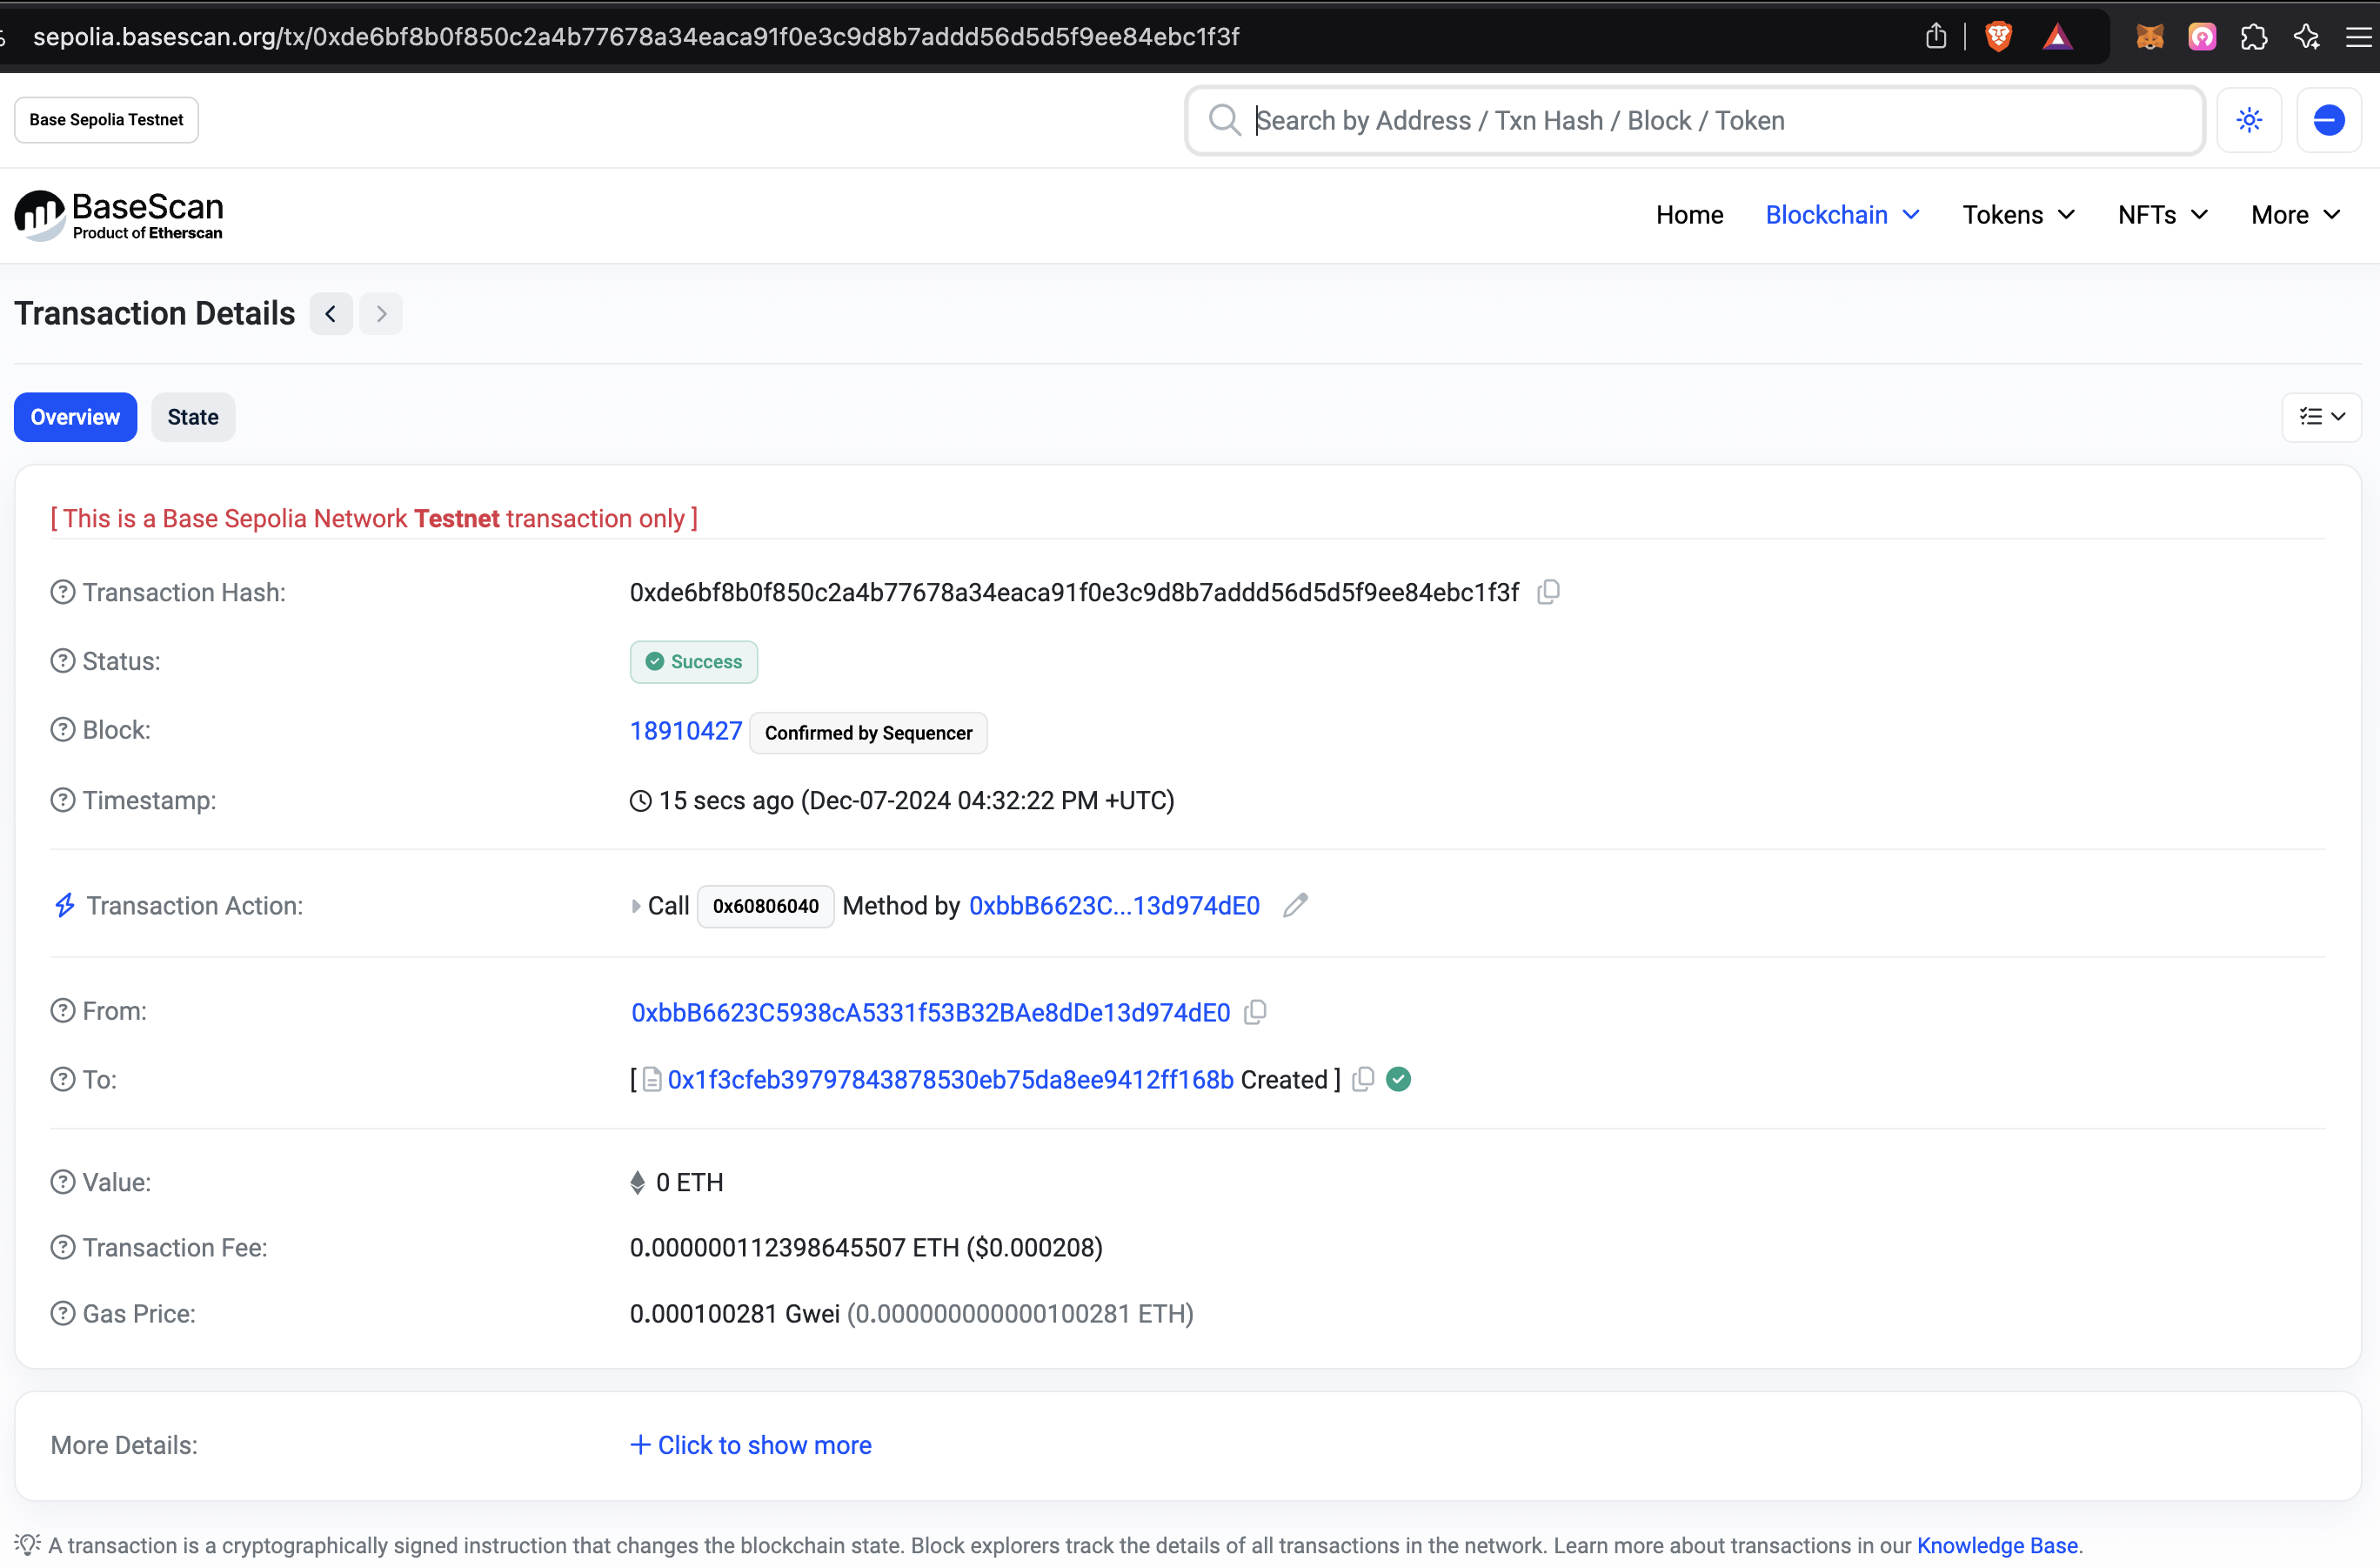 sepolia.basescan.org/tx/0xde6bf8b0f850c2a4b77678a34eaca91f0e3c9d8b7addd56d5d5f9ee84ebc1f3f
Base Sepolia Testnet
Search by Address / Txn Hash / Block / Token
BaseScan
Product of Etherscan
Home Blockchain Tokens NFTs More
Transaction Details
Overview State
[ This is a Base Sepolia Network Testnet transaction only ]
Transaction Hash: 0xde6bf8b0f850c2a4b77678a34eaca91f0e3c9d8b7addd56d5d5f9ee84ebc1f3f
Status: Success
Block: 18910427 Confirmed by Sequencer
Timestamp: 15 secs ago (Dec-07-2024 04:32:22 PM +UTC)
Transaction Action: Call 0x60806040 Method by 0xbbB6623C...13d974dE0
From: 0xbbB6623C5938cA5331f53B32BAe8dDe13d974dE0
To: [ 0x1f3cfeb39797843878530eb75da8ee9412ff168b Created ]
Value: 0 ETH
Transaction Fee: 0.000000112398645507 ETH ($0.000208)
Gas Price: 0.000100281 Gwei (0.000000000000100281 ETH)
More Details: + Click to show more
A transaction is a cryptographically signed instruction that changes the blockchain state. Block explorers track the details of all transactions in the network. Learn more about transactions in our Knowledge Base.